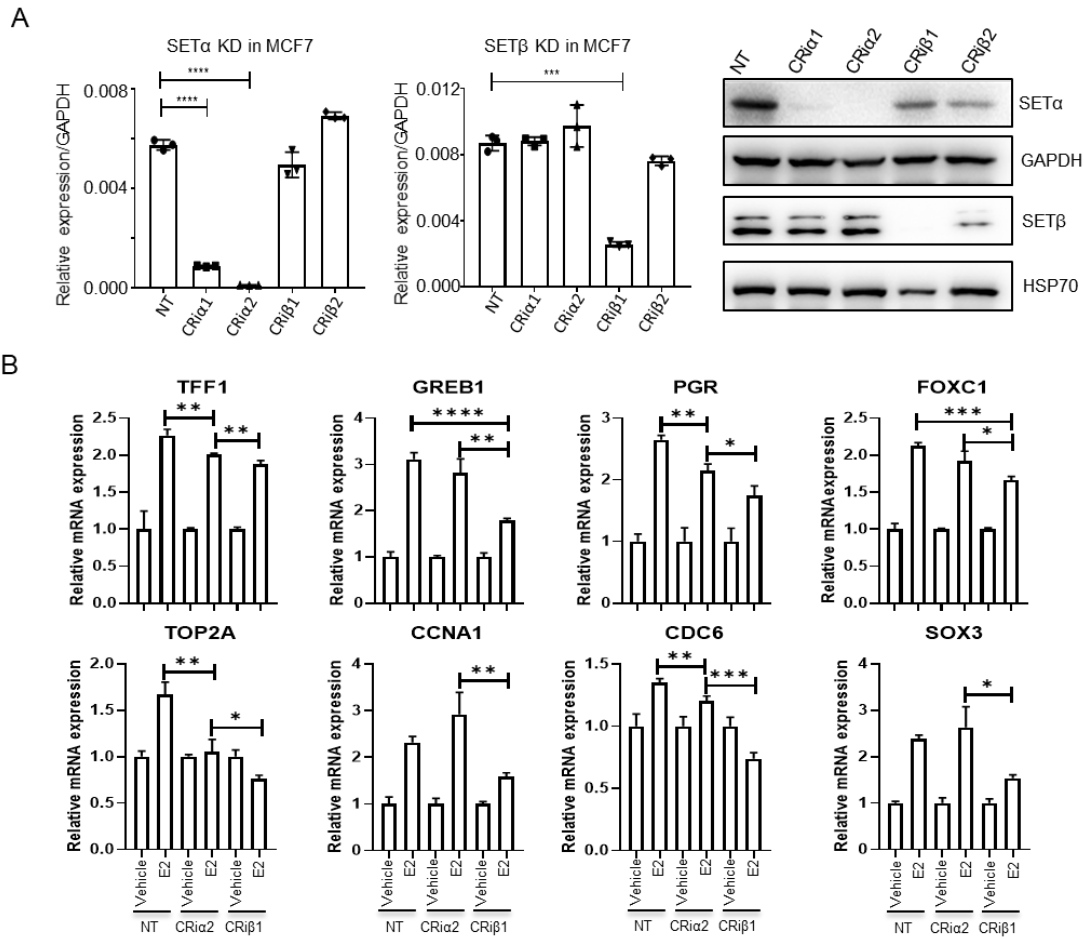 A
SETα KD in MCF7
SETβ KD in MCF7
NT
CRiα1
CRiα2
CRiβ1
CRiβ2
Relative expression/GAPDH
0.008
0.004
0.000
****
****
NT
CRiα1
CRiα2
CRiβ1
CRiβ2
Relative expression/GAPDH
0.012
0.008
0.004
0.000
***
NT
CRiα1
CRiα2
CRiβ1
CRiβ2
SETα
GAPDH
SETβ
HSP70
B
TFF1
Relative mRNA expression
2.5
2.0
1.5
1.0
0.5
0.0
**
**
GREB1
Relative mRNA expression
4
3
2
1
0
****
**
PGR
Relative mRNA expression
3
2
1
0
**
*
FOXC1
Relative mRNAexpression
2.5
2.0
1.5
1.0
0.5
0.0
***
*
TOP2A
Relative mRNA expression
2.0
1.5
1.0
0.5
0.0
**
*
Vehicle
E2
Vehicle
E2
Vehicle
E2
NT
CRiα2
CRiβ1
CCNA1
Relative mRNA expression
4
3
2
1
0
**
Vehicle
E2
Vehicle
E2
Vehicle
E2
NT
CRiα2
CRiβ1
CDC6
Relative mRNA expression
1.5
1.0
0.5
0.0
**
***
Vehicle
E2
Vehicle
E2
Vehicle
E2
NT
CRiα2
CRiβ1
SOX3
Relative mRNA expression
4
3
2
1
0
*
Vehicle
E2
Vehicle
E2
Vehicle
E2
NT
CRiα2
CRiβ1